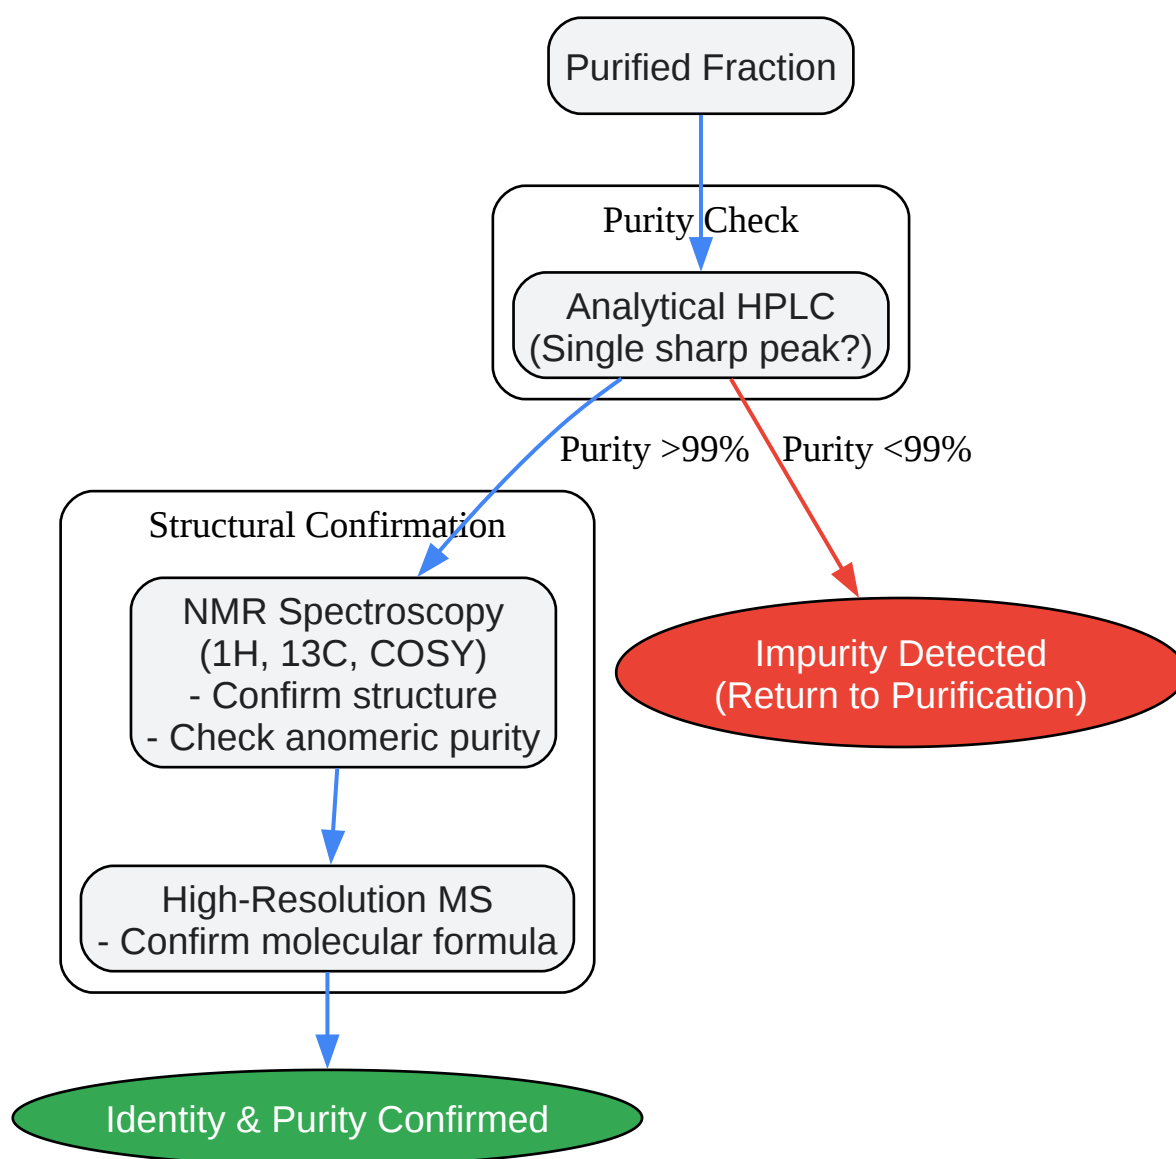 Purified Fraction
Purity Check
Analytical HPLC
(Single sharp peak?)
Purity >99%
Purity <99%
Structural Confirmation
NMR Spectroscopy
(1H, 13C, COSY)
- Confirm structure
- Check anomeric purity
Impurity Detected
(Return to Purification)
High-Resolution MS
- Confirm molecular formula
Identity & Purity Confirmed